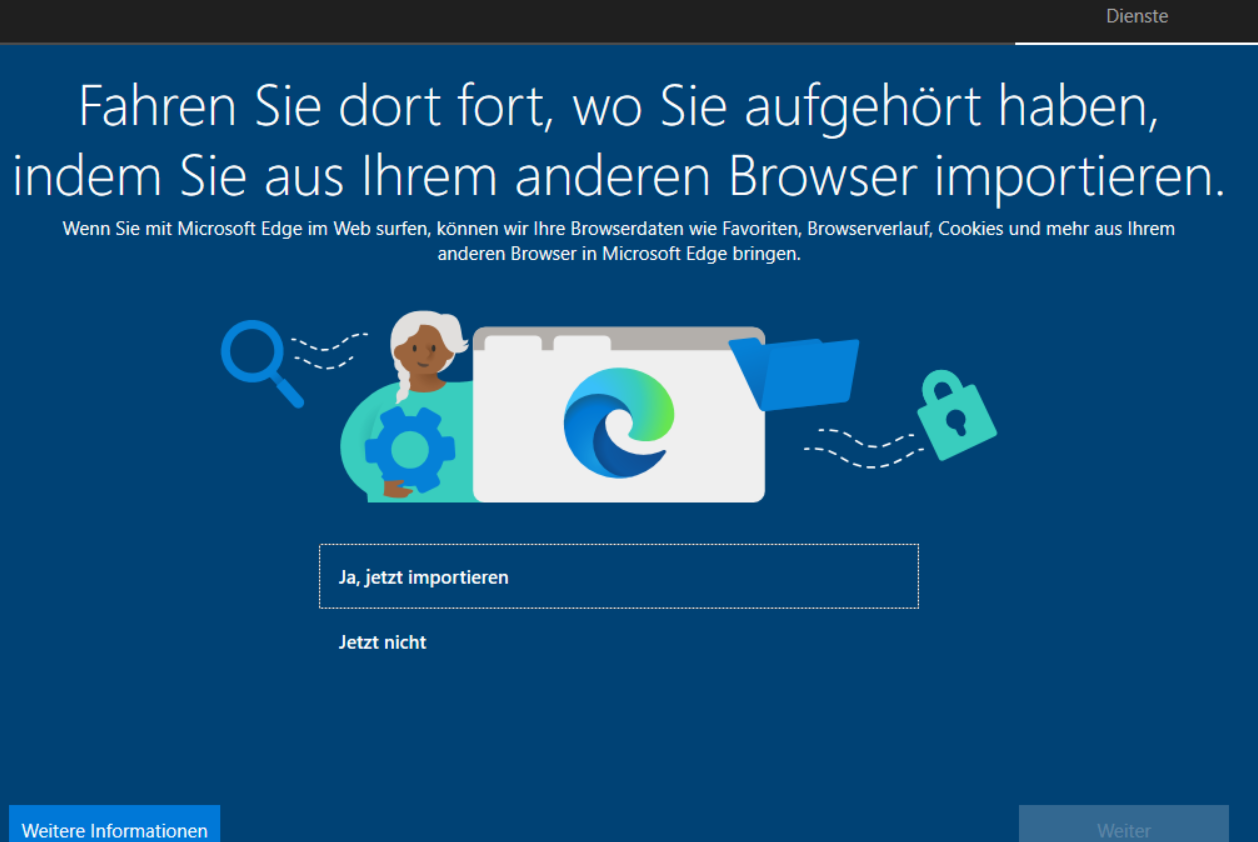 Dienste
Fahren Sie dort fort, wo Sie aufgehört haben,
indem Sie aus Ihrem anderen Browser importieren.
Wenn Sie mit Microsoft Edge im Web surfen, können wir Ihre Browserdaten wie Favoriten, Browserverlauf, Cookies und mehr aus Ihrem
anderen Browser in Microsoft Edge bringen.
Ja, jetzt importieren
Jetzt nicht
Weitere Informationen
Weiter